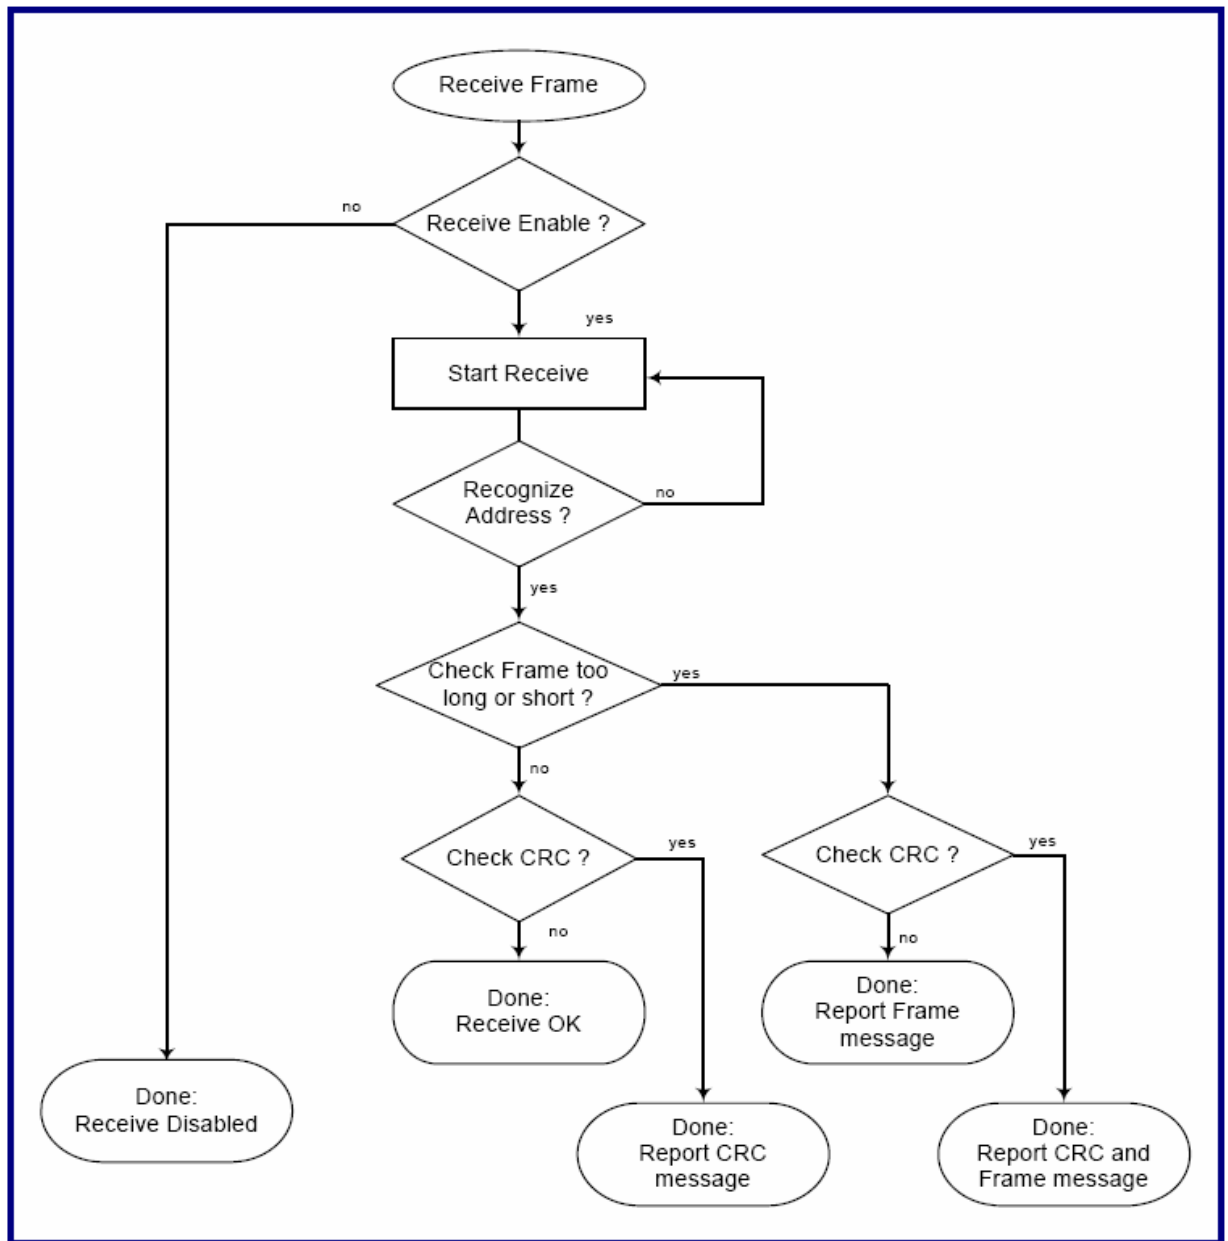 Receive Frame
no
Receive Enable ?
yes
Start Receive
Recognize
Address ?
no
yes
Check Frame too
long or short ?
yes
no
Check CRC ?
yes
Check CRC ?
yes
no
no
Done:
Receive OK
Done:
Report Frame
message
Done:
Receive Disabled
Done:
Report CRC
message
Done:
Report CRC and
Frame message